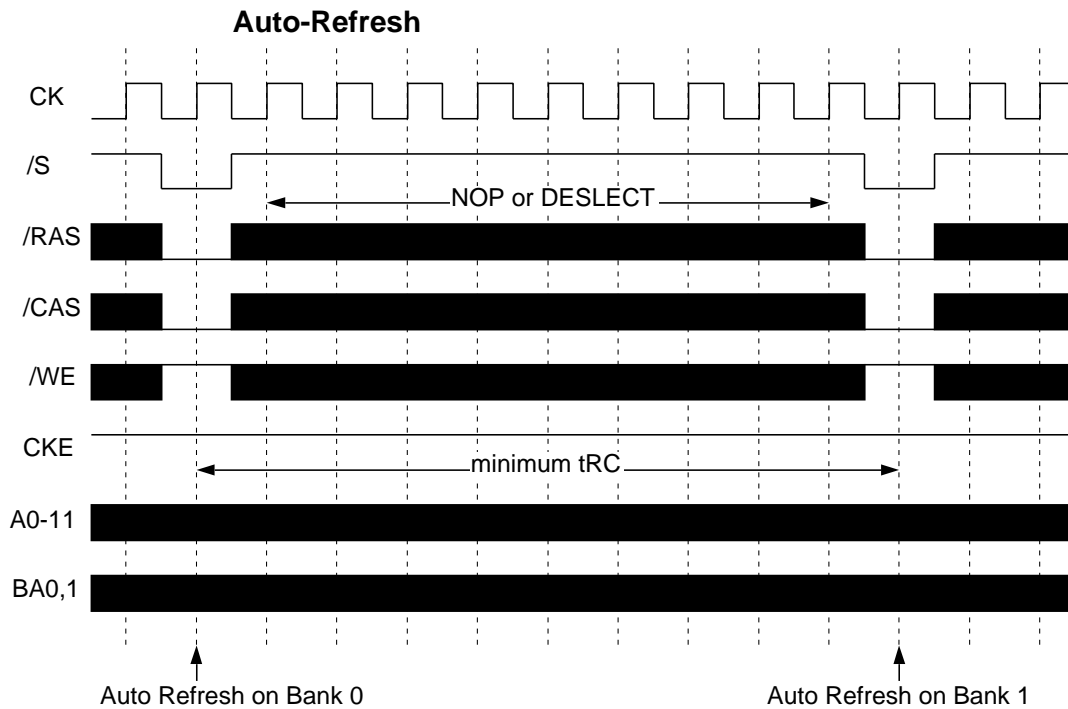 Auto-Refresh
CK
/S
NOP or DESLECT
/RAS
/CAS
/WE
CKE
minimum tRC
A0-11
BA0,1
Auto Refresh on Bank 0
Auto Refresh on Bank 1